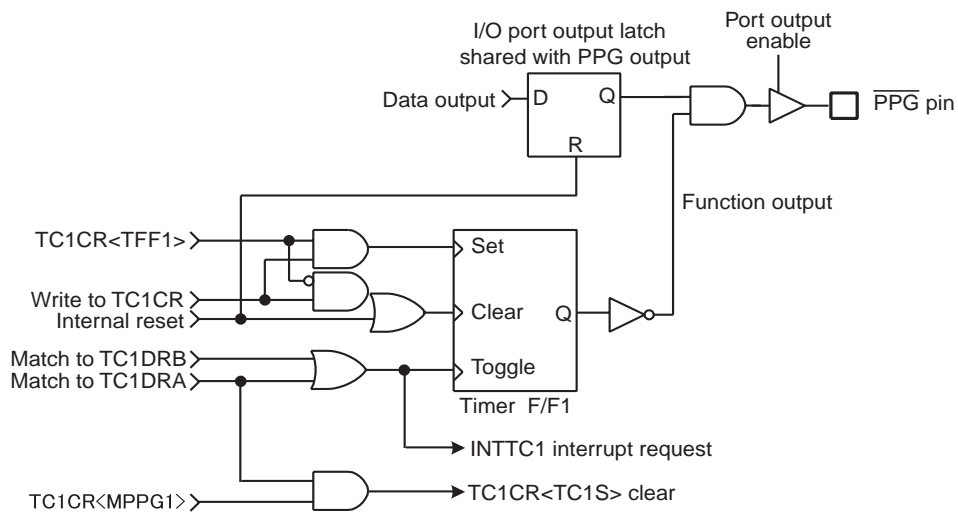 I/O port output latch
shared with PPG output
Port output
enable
Data output
D
Q
R
PPG pin
Function output
TC1CR<TFF1>
Set
Write to TC1CR
Internal reset
Clear
Q
Match to TC1DRB
Match to TC1DRA
Toggle
Timer F/F1
INTTC1 interrupt request
TC1CR<MPPG1>
TC1CR<TC1S> clear